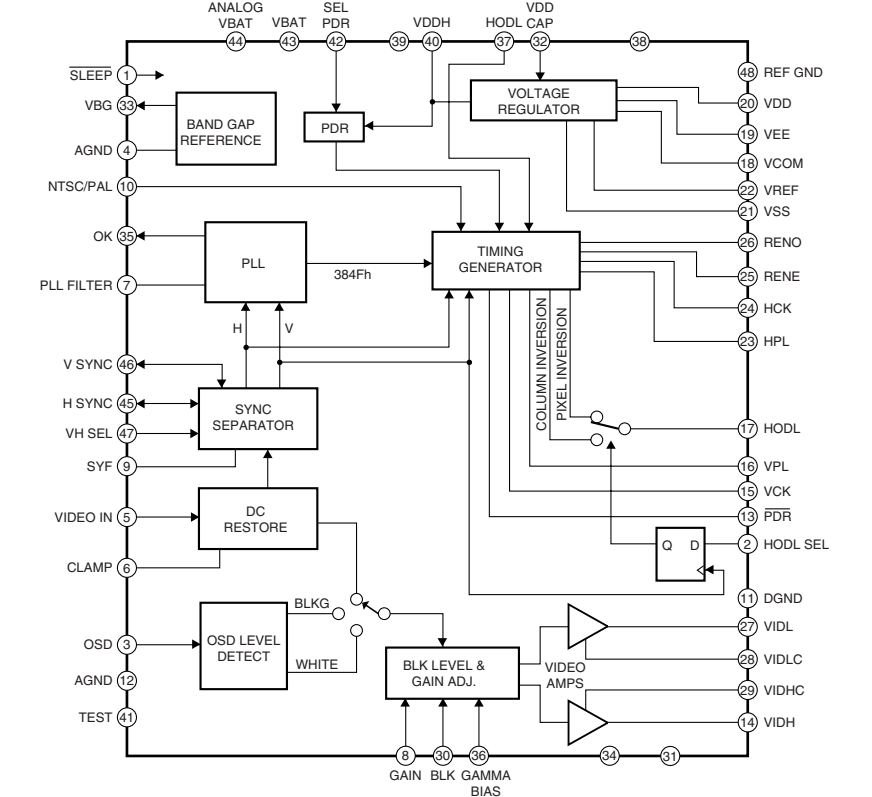 ANALOG
VBAT
VBAT
SEL
PDR
VDDH
HODL
VDD
CAP
44
43
42
39
40
37
32
38
SLEEP
1
48
REF GND
VBG
33
BAND GAP
REFERENCE
AGND
4
PDR
VOLTAGE
REGULATOR
20
VDD
19
VEE
18
VCOM
NTSC/PAL
10
22
VREF
21
VSS
OK
35
PLL
PLL FILTER
7
384Fh
TIMING
GENERATOR
26
RENO
25
RENE
24
HCK
23
HPL
H
V
COLUMN INVERSION
PIXEL INVERSION
V SYNC
46
H SYNC
45
VH SEL
47
SYF
9
SYNC
SEPARATOR
17
HODL
16
VPL
15
VCK
13
PDR
VIDEO IN
5
DC
RESTORE
CLAMP
6
Q D
2
HODL SEL
11
DGND
BLKG
OSD
3
OSD LEVEL
DETECT
WHITE
AGND
12
TEST
41
BLK LEVEL &
GAIN ADJ.
VIDEO
AMPS
27
VIDL
28
VIDLC
29
VIDHC
14
VIDH
8
30
36
34
31
GAIN
BLK
GAMMA
BIAS